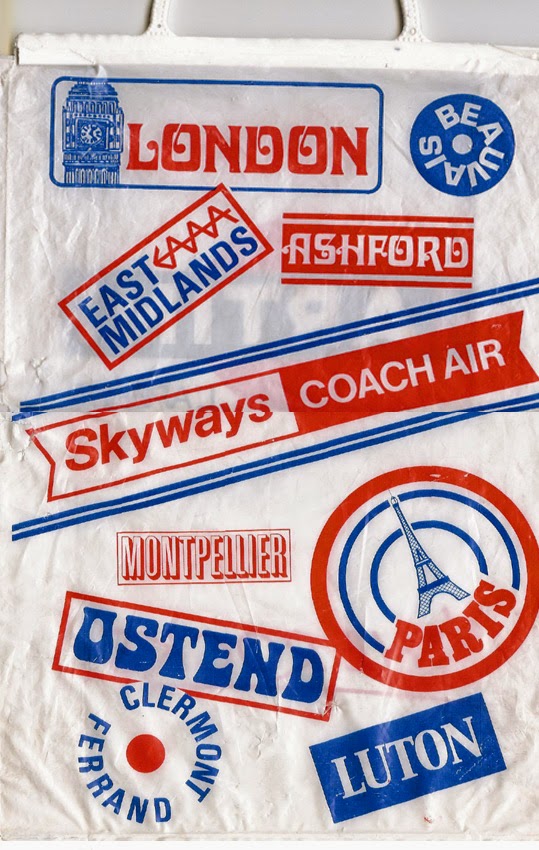 LONDON
BEAUVAIS
EAST
MIDLANDS
ASHFORD
Skyways COACH AIR
MONTPELLIER
PARIS
OSTEND
CLERMONT
FERRAND
LUTON